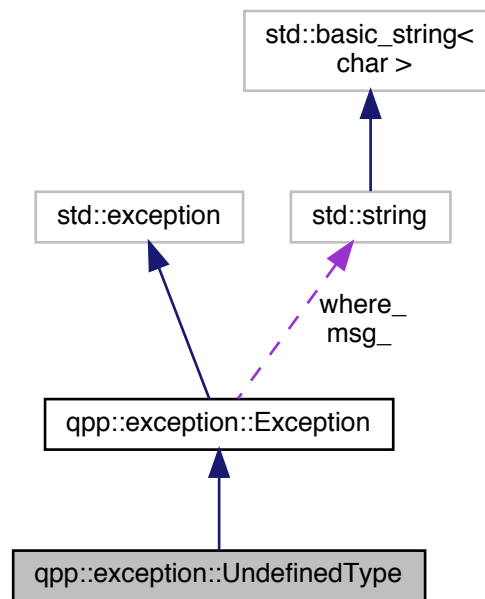 std::basic_string<
char >
std::exception
std::string
where_
msg_
qpp::exception::Exception
qpp::exception::UndefinedType